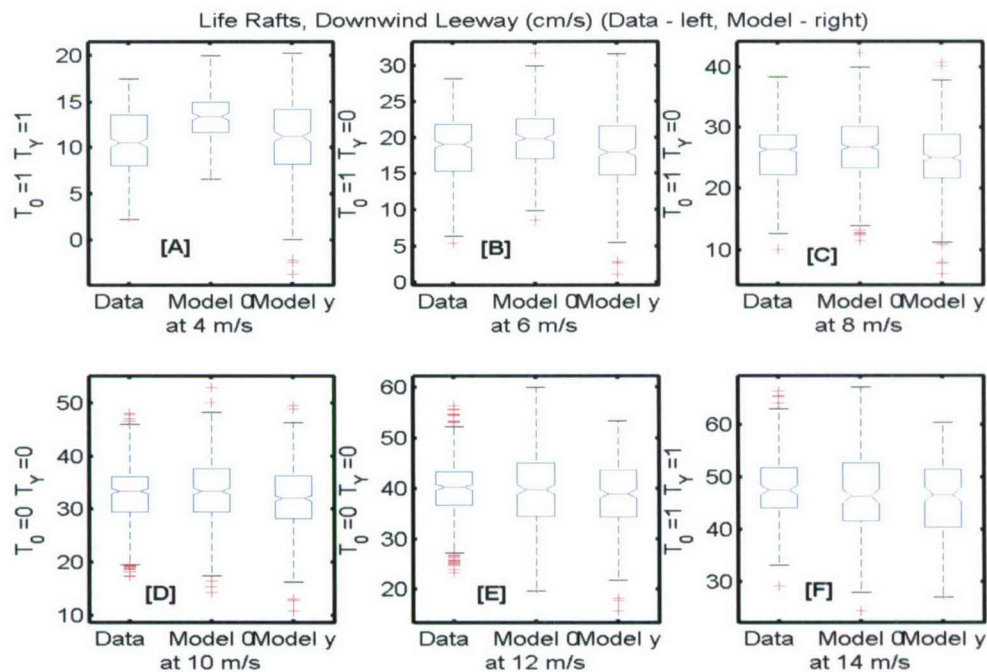 Life Rafts, Downwind Leeway (cm/s) (Data - left, Model - right)
T0 =1 TY =1
20
15
10
5
0
[A]
Data Model 0 Model y
at 4 m/s
T0 =1 TY =0
30
25
20
15
10
5
0
[B]
Data Model 0 Model y
at 6 m/s
T0 =1 TY =0
40
30
20
10
[C]
Data Model 0 Model y
at 8 m/s
T0 =0 TY =0
50
40
30
20
10
[D]
Data Model 0 Model y
at 10 m/s
T0 =0 TY =0
60
50
40
30
20
[E]
Data Model 0 Model y
at 12 m/s
T0 =1 TY =1
60
50
40
30
[F]
Data Model 0 Model y
at 14 m/s